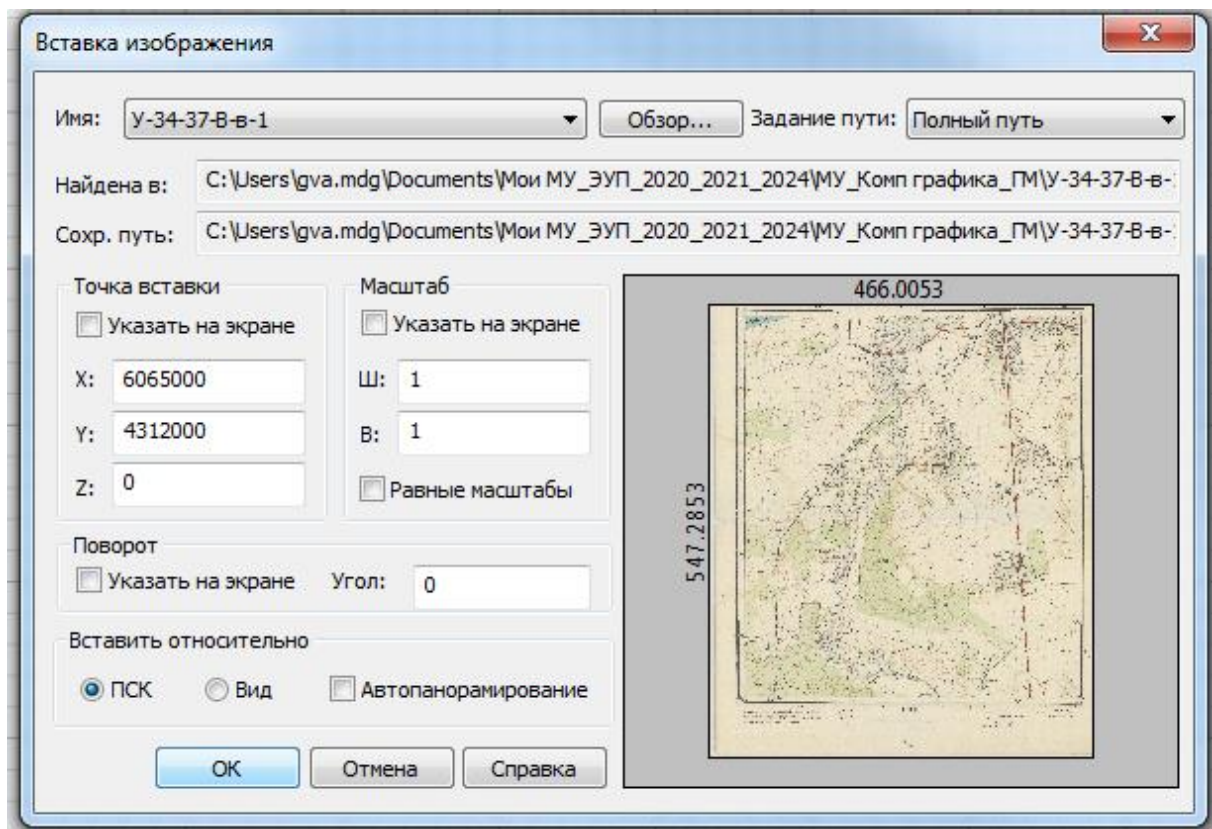 Вставка изображения
Имя: У-34-37-В-в-1 Обзор... Задание пути: Полный путь
Найдена в: C:\Users\gva.mdg\Documents\Мои МУ_ЭУП_2020_2021_2024\МУ_Комп графика_ГМ\У-34-37-В-в-
Сохр. путь: C:\Users\gva.mdg\Documents\Мои МУ_ЭУП_2020_2021_2024\МУ_Комп графика_ГМ\У-34-37-В-в-
Точка вставки
Указать на экране
X: 6065000
Y: 4312000
Z: 0
Масштаб
Указать на экране
Ш: 1
В: 1
Равные масштабы
Поворот
Указать на экране Угол: 0
Вставить относительно
ПСК Вид Автопанорамирование
ОК Отмена Справка
466.0053
547.2853